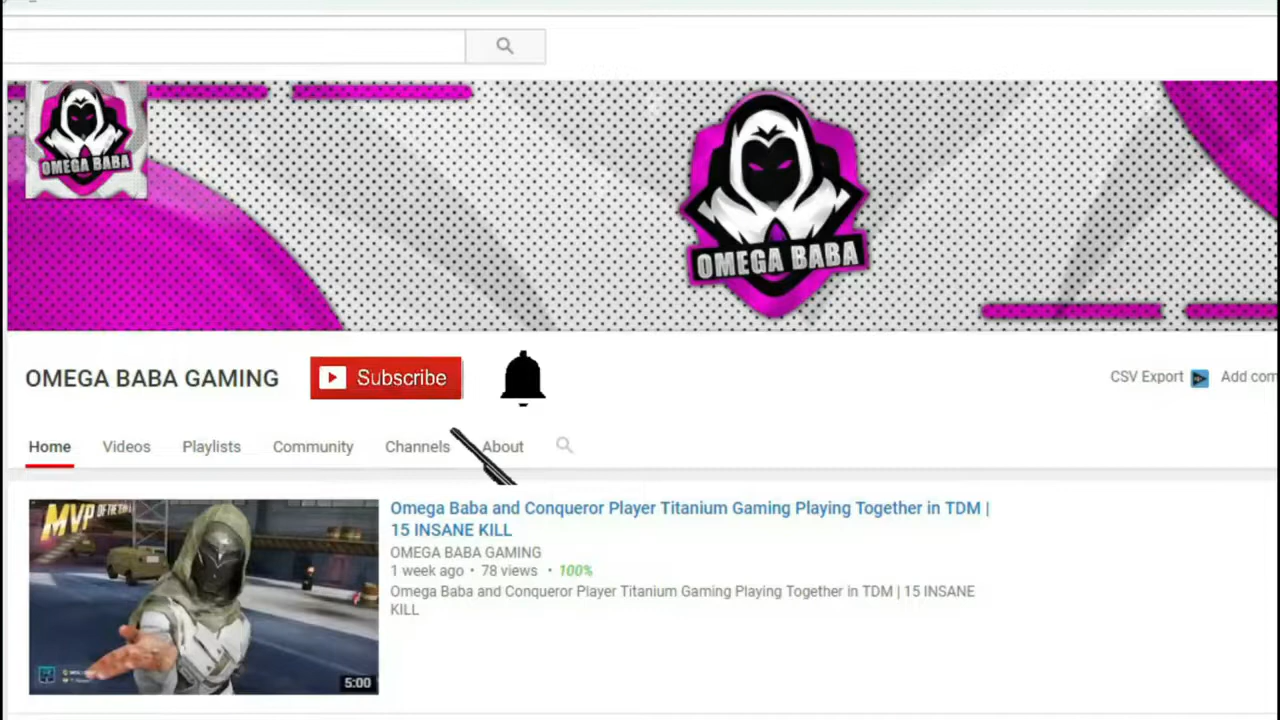 OMEGA BABA
OMEGA BABA
OMEGA BABA GAMING
Subscribe
CSV Export
Add com
Home
Videos
Playlists
Community
Channels
About
Omega Baba and Conqueror Player Titanium Gaming Playing Together in TDM |
15 INSANE KILL
OMEGA BABA GAMING
1 week ago • 78 views • 100%
Omega Baba and Conqueror Player Titanium Gaming Playing Together in TDM | 15 INSANE
KILL
MVP OF THE
5:00